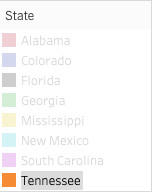 State
Alabama
Colorado
Florida
Georgia
Mississippi
New Mexico
South Carolina
Tennessee